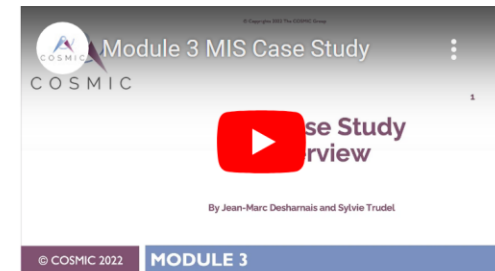 © Copyrights 2022 The COSMIC Group
Module 3 MIS Case Study
COSMIC
COSMIC
1
se Study
rview
By Jean-Marc Desharnais and Sylvie Trudel
© COSMIC 2022
MODULE 3